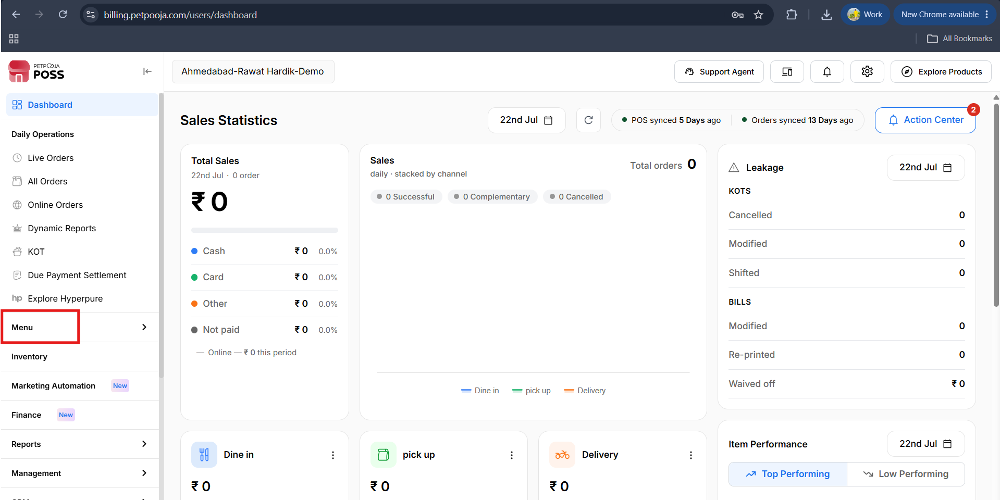 billing.petpooja.com/users/dashboard
Work
New Chrome available
All Bookmarks
PETPOOJA
POSS
Ahmedabad-Rawat Hardik-Demo
Support Agent
Explore Products
Dashboard
Daily Operations
Live Orders
All Orders
Online Orders
Dynamic Reports
KOT
Due Payment Settlement
hp Explore Hyperpure
Menu
Inventory
Marketing Automation New
Finance New
Reports
Management
Sales Statistics
22nd Jul
POS synced 5 Days ago
Orders synced 13 Days ago
Action Center
2
Total Sales
22nd Jul · 0 order
₹ 0
Cash ₹ 0 0.0%
Card ₹ 0 0.0%
Other ₹ 0 0.0%
Not paid ₹ 0 0.0%
— Online — ₹ 0 this period
Sales
daily · stacked by channel
Total orders 0
0 Successful
0 Complementary
0 Cancelled
Dine in
pick up
Delivery
Leakage
22nd Jul
KOTS
Cancelled 0
Modified 0
Shifted 0
BILLS
Modified 0
Re-printed 0
Waived off ₹ 0
Dine in
₹ 0
pick up
₹ 0
Delivery
₹ 0
Item Performance
22nd Jul
Top Performing
Low Performing